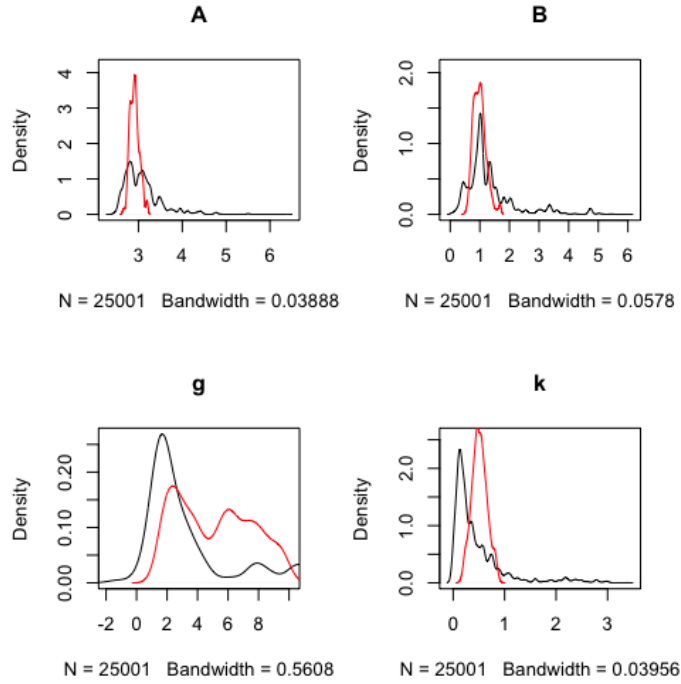 A
Density
0 1 2 3 4
3 4 5 6
N = 25001 Bandwidth = 0.03888
B
Density
0.0 1.0 2.0
0 1 2 3 4 5 6
N = 25001 Bandwidth = 0.0578
g
Density
0.00 0.10 0.20
-2 0 2 4 6 8
N = 25001 Bandwidth = 0.5608
k
Density
0.0 1.0 2.0
0 1 2 3
N = 25001 Bandwidth = 0.03956